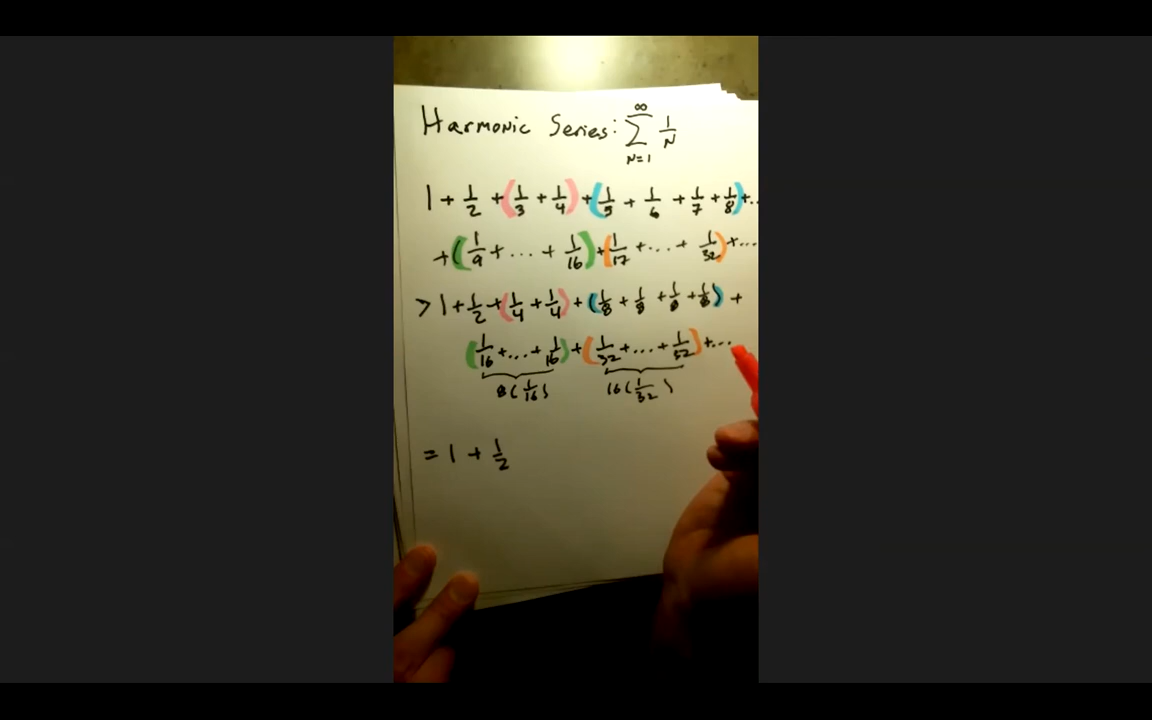 Harmonic Series: ∞ ∑ N=1 1/N
1 + 1/2 + (1/3 + 1/4) + (1/5 + 1/6 + 1/7 + 1/8) + ...
+ (1/9 + ... + 1/16) + (1/17 + ... + 1/32) + ...
> 1 + 1/2 + (1/4 + 1/4) + (1/8 + 1/8 + 1/8 + 1/8) +
(1/16 + ... + 1/16) + (1/32 + ... + 1/32) + ...
8(1/16) 16(1/32)
= 1 + 1/2